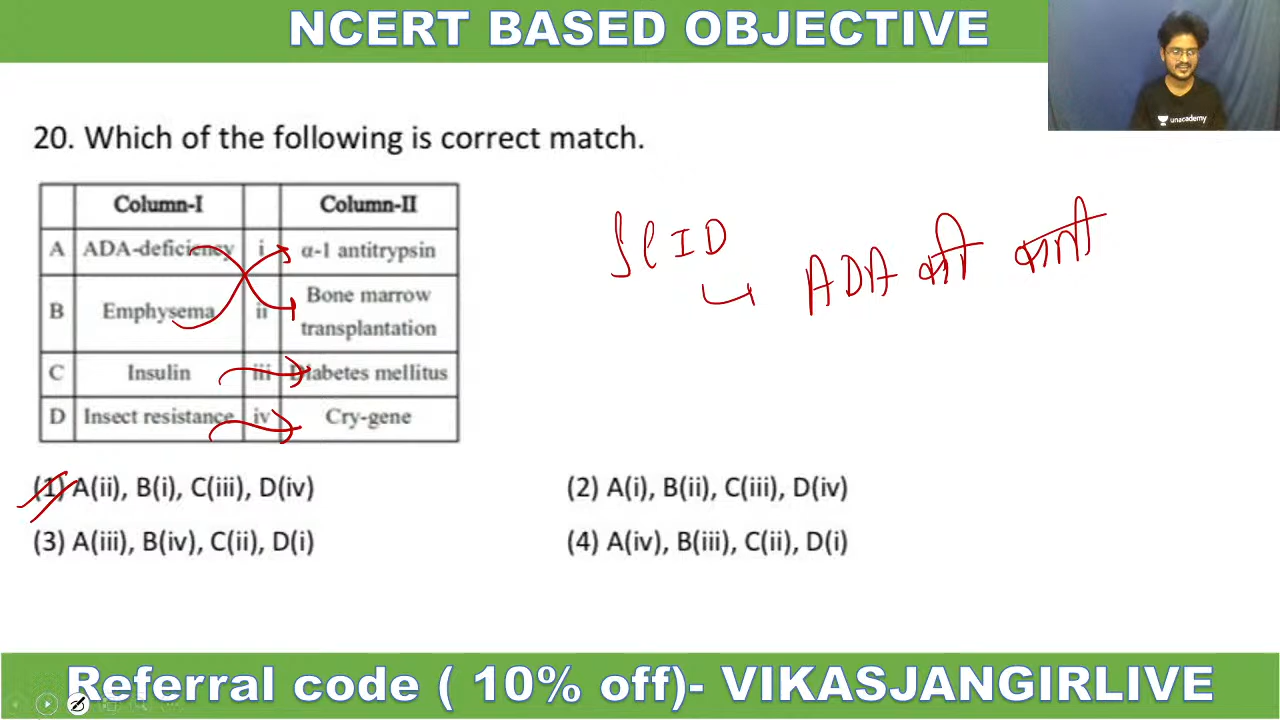 NCERT BASED OBJECTIVE
unacademy
20. Which of the following is correct match.
Column-I Column-II
A ADA-deficiency i α-1 antitrypsin
B Emphysema ii Bone marrow transplantation
C Insulin iii Diabetes mellitus
D Insect resistance iv Cry-gene
SCID
ADA की कमी
(1) A(ii), B(i), C(iii), D(iv) (2) A(i), B(ii), C(iii), D(iv)
(3) A(iii), B(iv), C(ii), D(i) (4) A(iv), B(iii), C(ii), D(i)
Referral code ( 10% off)- VIKASJANGIRLIVE